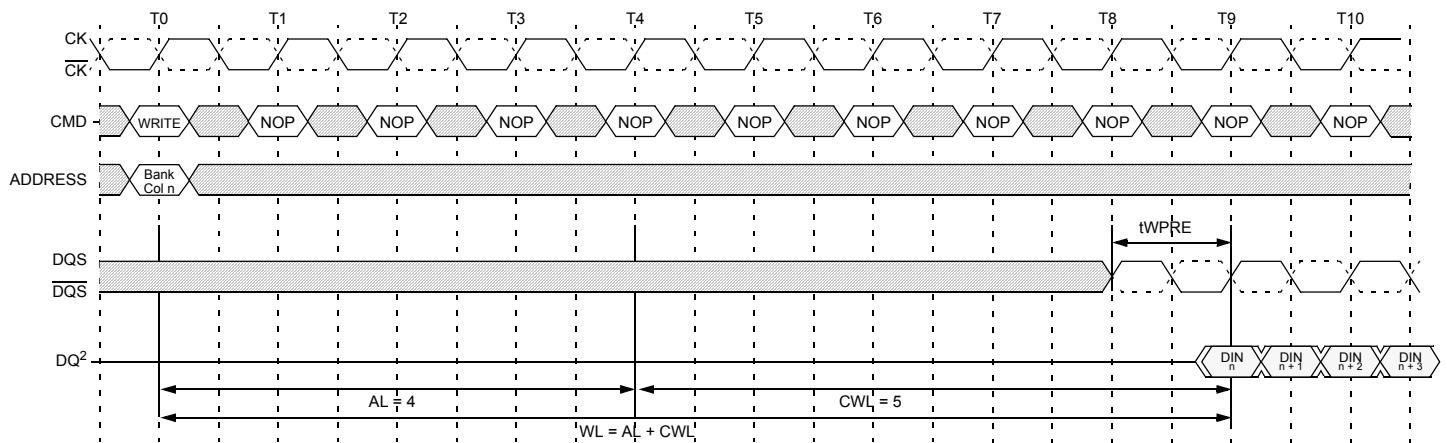 T0 T1 T2 T3 T4 T5 T6 T7 T8 T9 T10
CK
CK
CMD WRITE NOP NOP NOP NOP NOP NOP NOP NOP NOP NOP
ADDRESS Bank
Col n
tWPRE
DQS
DQS
DQ² DIN n DIN n + 1 DIN n + 2 DIN n + 3
AL = 4 CWL = 5
WL = AL + CWL